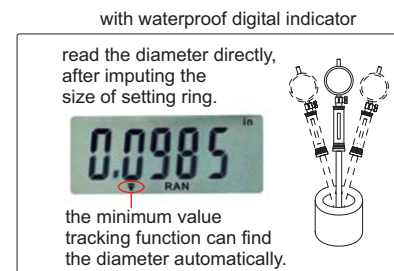 with waterproof digital indicator
read the diameter directly,
after imputing the
size of setting ring.
in
0.0985
RAN
the minimum value
tracking function can find
the diameter automatically.